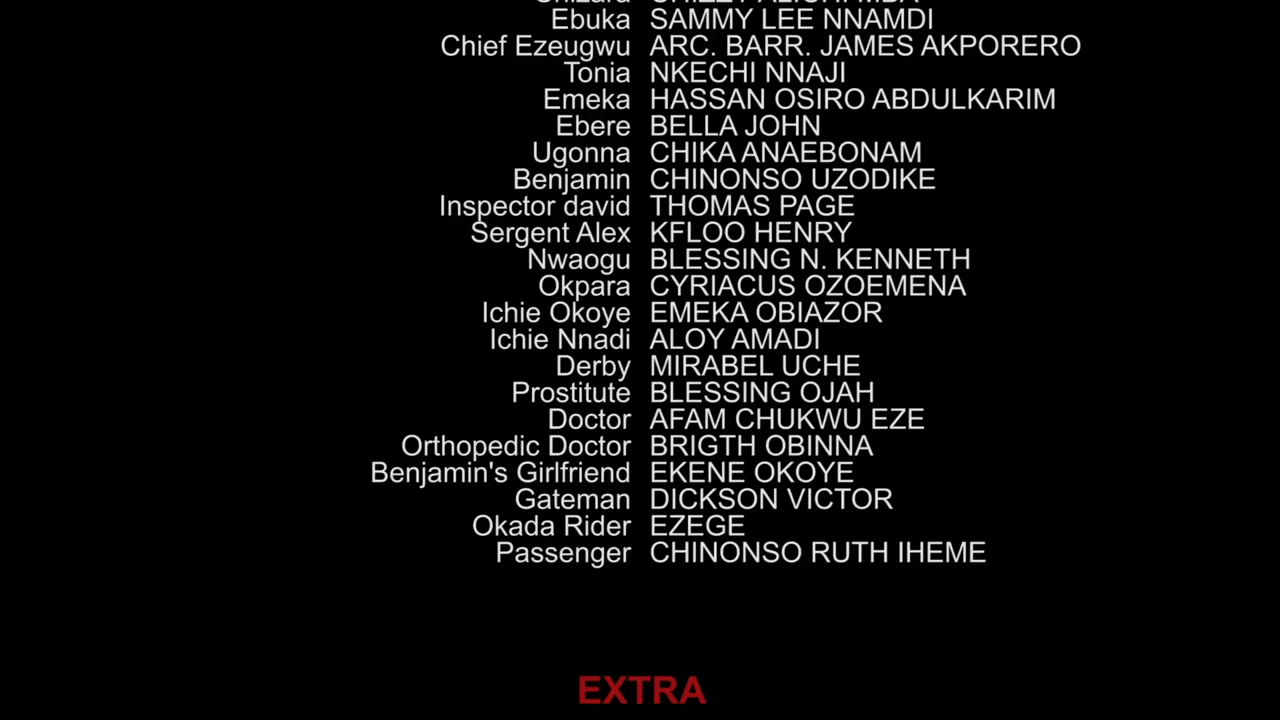 Ebuka SAMMY LEE NNAMDI
Chief Ezeugwu ARC. BARR. JAMES AKPORERO
Tonia NKECHI NNAJI
Emeka HASSAN OSIRO ABDULKARIM
Ebere BELLA JOHN
Ugonna CHIKA ANAEBONAM
Benjamin CHINONSO UZODIKE
Inspector david THOMAS PAGE
Sergent Alex KFLOO HENRY
Nwaogu BLESSING N. KENNETH
Okpara CYRIACUS OZOEMENA
Ichie Okoye EMEKA OBIAZOR
Ichie Nnadi ALOY AMADI
Derby MIRABEL UCHE
Prostitute BLESSING OJAH
Doctor AFAM CHUKWU EZE
Orthopedic Doctor BRIGTH OBINNA
Benjamin's Girlfriend EKENE OKOYE
Gateman DICKSON VICTOR
Okada Rider EZEGE
Passenger CHINONSO RUTH IHEME
EXTRA